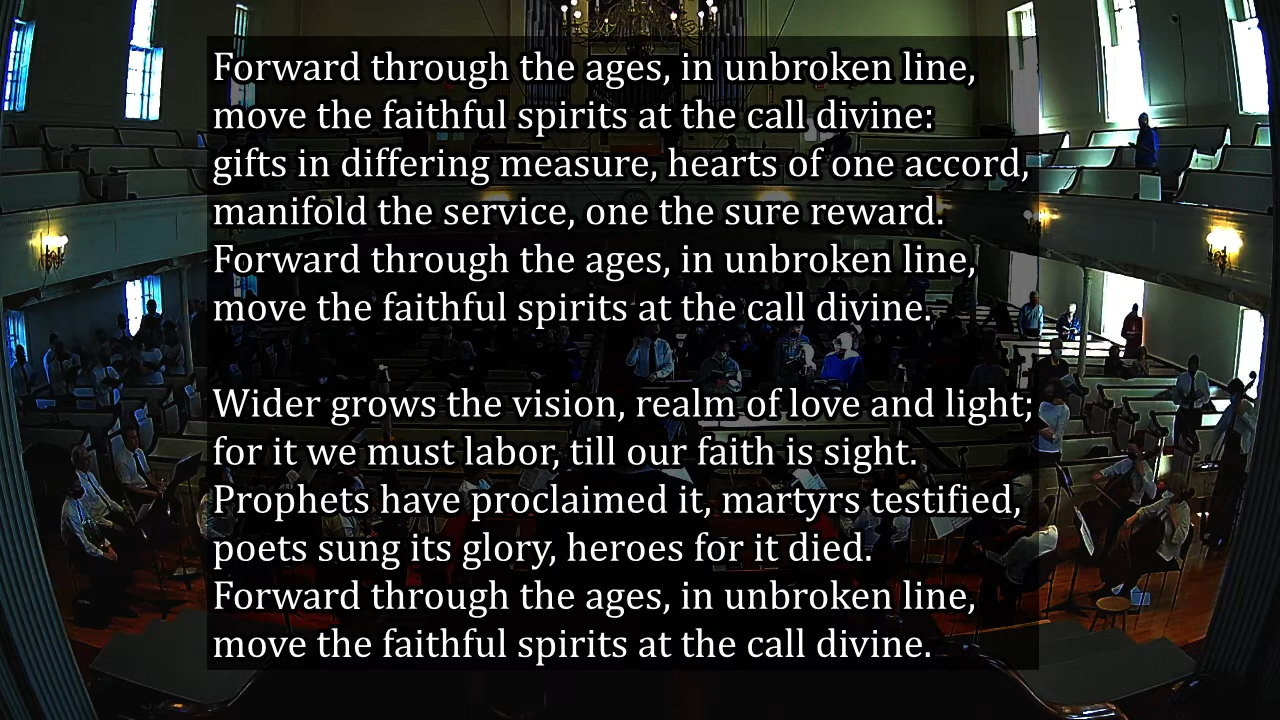 Forward through the ages, in unbroken line,
move the faithful spirits at the call divine:
gifts in differing measure, hearts of one accord,
manifold the service, one the sure reward.
Forward through the ages, in unbroken line,
move the faithful spirits at the call divine.
Wider grows the vision, realm of love and light;
for it we must labor, till our faith is sight.
Prophets have proclaimed it, martyrs testified,
poets sung its glory, heroes for it died.
Forward through the ages, in unbroken line,
move the faithful spirits at the call divine.